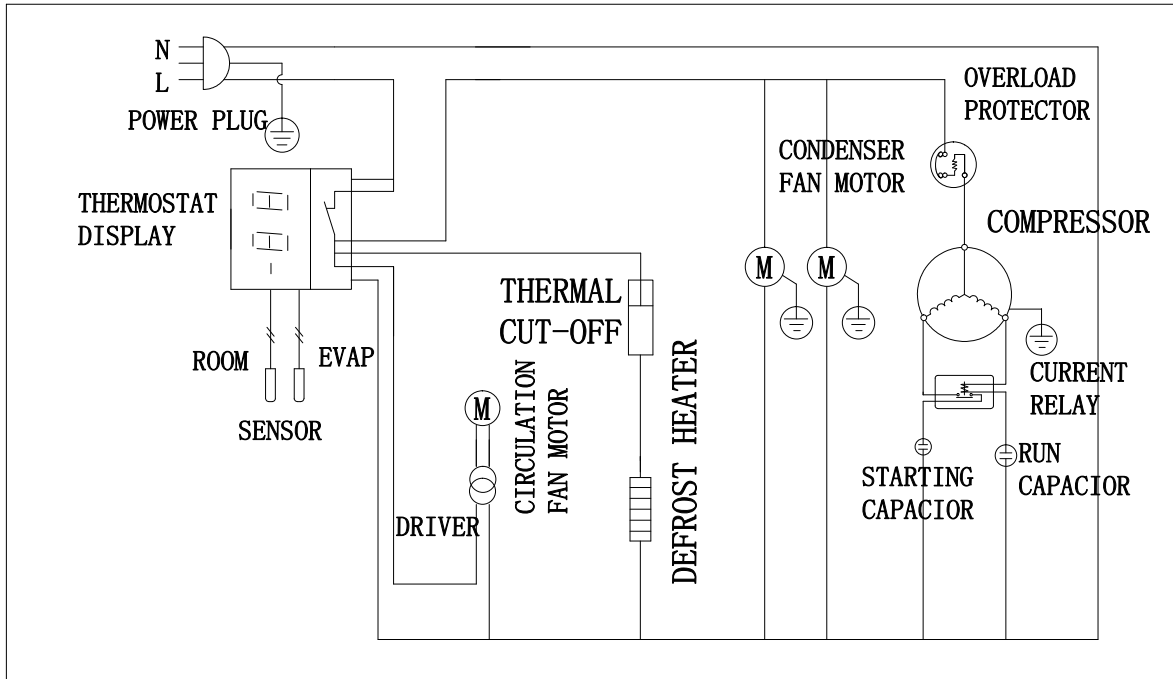 N
L
POWER PLUG
THERMOSTAT
DISPLAY
ROOM
EVAP
SENSOR
THERMAL
CUT-OFF
M
CIRCULATION
FAN MOTOR
DRIVER
DEFROST HEATER
CONDENSER
FAN MOTOR
M
M
OVERLOAD
PROTECTOR
COMPRESSOR
CURRENT
RELAY
STARTING
CAPACIOR
RUN
CAPACIOR